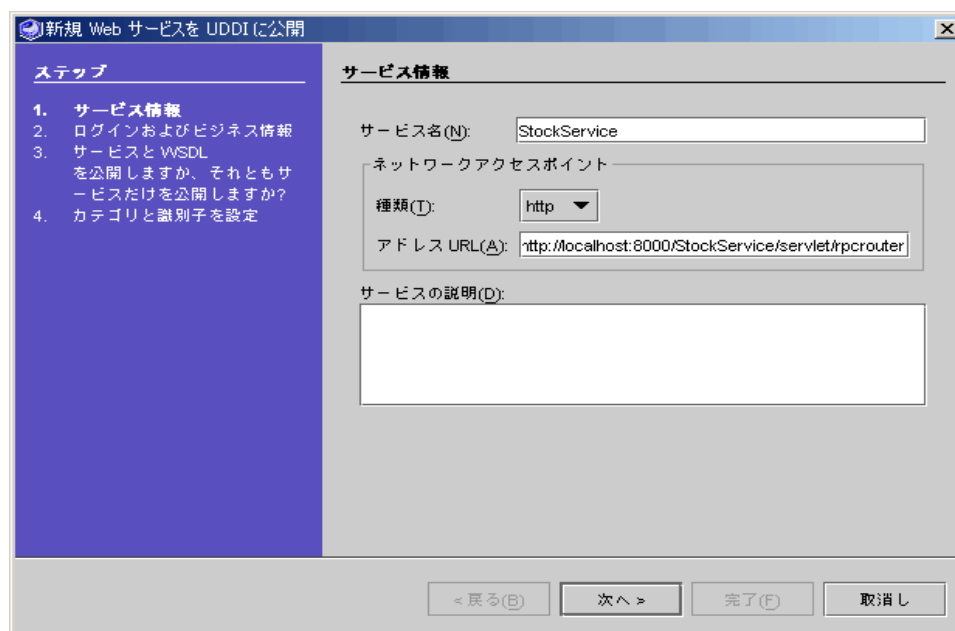 新規 Web サービスを UDDI に公開
ステップ
1. サービス情報
2. ログインおよびビジネス情報
3. サービスと WSDL
を公開しますか、それともサ
ービスだけを公開しますか?
4. カテゴリと識別子を設定
サービス情報
サービス名(N): StockService
ネットワークアクセスポイント
種類(T): http
アドレス URL(A): http://localhost:8000/StockService/servlet/rpcrouter
サービスの説明(D):
< 戻る(B) 次へ > 完了(F) 取消し